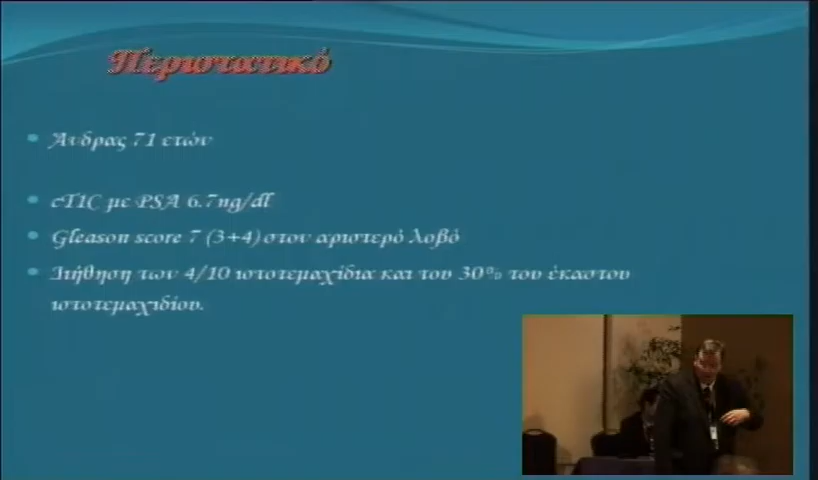 Περιστατικό
Άνδρας 71 ετών
cT1C με PSA 6.7ng/dl
Gleason score 7 (3+4) στον αριστερό λοβό
Διήθηση των 4/10 ιστοτεμαχίδια και του 30% του έκαστου
ιστοτεμαχιδίου.